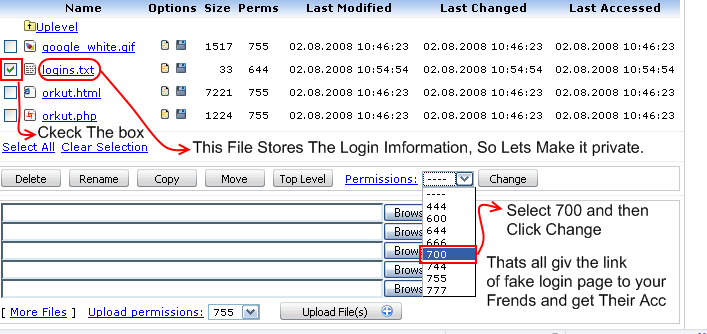 Name Options Size Perms Last Modified Last Changed Last Accessed
Uplevel
google_white.gif 1517 755 02.08.2008 10:46:23 02.08.2008 10:46:23 02.08.2008 10:46:23
logins.txt 33 644 02.08.2008 10:54:54 02.08.2008 10:54:54 02.08.2008 10:54:54
orkut.html 7221 755 02.08.2008 10:46:23 02.08.2008 10:46:23 02.08.2008 10:46:23
orkut.php 1224 755 02.08.2008 10:46:23 02.08.2008 10:46:23 02.08.2008 10:46:23
Ckeck The box
Select All Clear Selection
This File Stores The Login Imformation, So Lets Make it private.
Delete Rename Copy Move Top Level Permissions: ---- Change
----
444
600
644
666
700
744
755
777
Brows
Brows
Brows
Brows
Brows
Select 700 and then
Click Change
Thats all giv the link
of fake login page to your
Frends and get Their Acc
[ More Files ] Upload permissions: 755 Upload File(s)